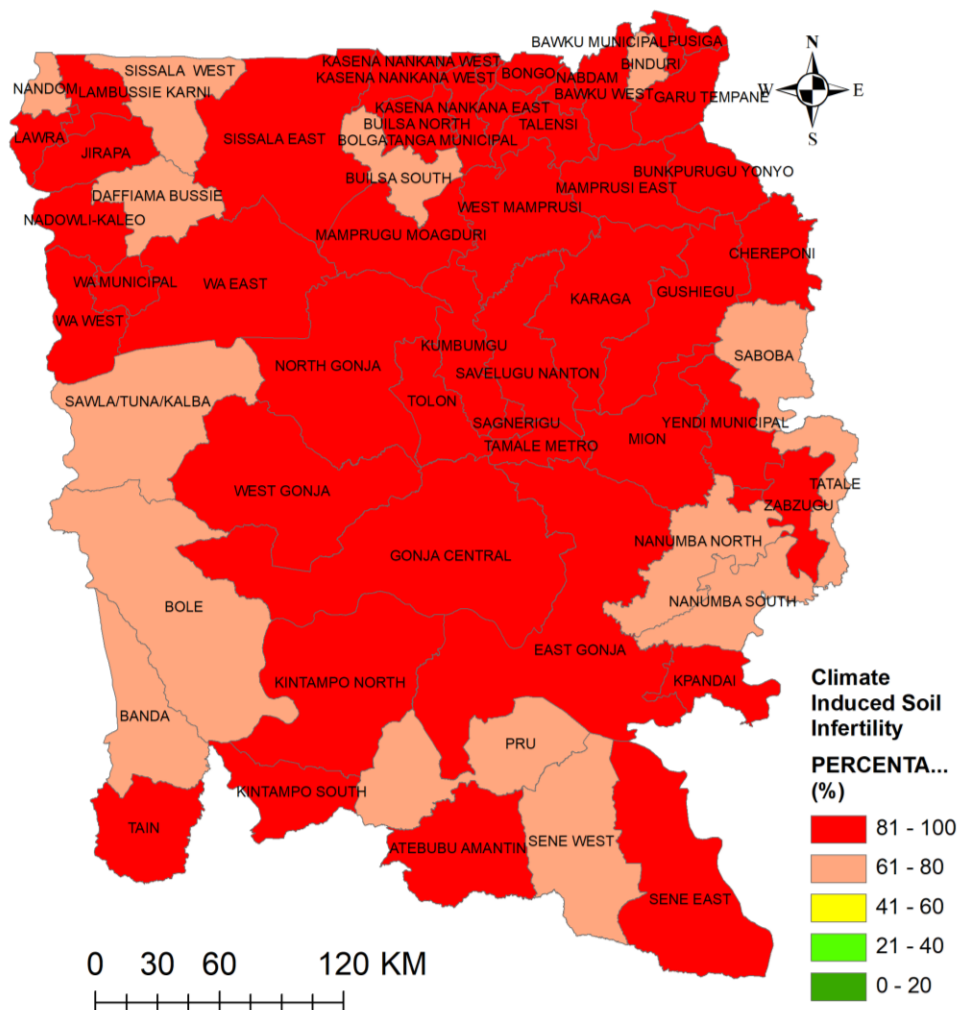 BAWKU MUNICIPAL
PUSIGA
N
KASENA NANKANA WEST
BINDURI
SISSALA WEST
KASENA NANKANA WEST
BONGO
NABDAM
NANDOM
LAMBUSSIE KARNI
BAWKU WEST
GARU TEMPANE
W
E
KASENA NANKANA EAST
BUILSA NORTH
TALENSI
S
LAWRA
SISSALA EAST
BOLGATANGA MUNICIPAL
JIRAPA
BUILSA SOUTH
BUNKPURUGU YONYO
DAFFIAMA BUSSIE
MAMPRUSI EAST
WEST MAMPRUSI
NADOWLI-KALEO
MAMPRUGU MOAGDURI
CHEREPONI
WA MUNICIPAL
WA EAST
GUSHIEGU
KARAGA
WA WEST
KUMBUMGU
SABOBA
NORTH GONJA
SAVELUGU NANTON
SAWLA/TUNA/KALBA
TOLON
SAGNERIGU
YENDI MUNICIPAL
TAMALE METRO
MION
TATALE
WEST GONJA
ZABZUGU
NANUMBA NORTH
GONJA CENTRAL
NANUMBA SOUTH
BOLE
EAST GONJA
KINTAMPO NORTH
KPANDAI
BANDA
PRU
KINTAMPO SOUTH
TAIN
SENE WEST
ATEBUBU AMANTIN
SENE EAST
Climate
Induced Soil
Infertility
PERCENTA...
(%)
81 - 100
61 - 80
41 - 60
21 - 40
0 - 20
0 30 60 120 KM